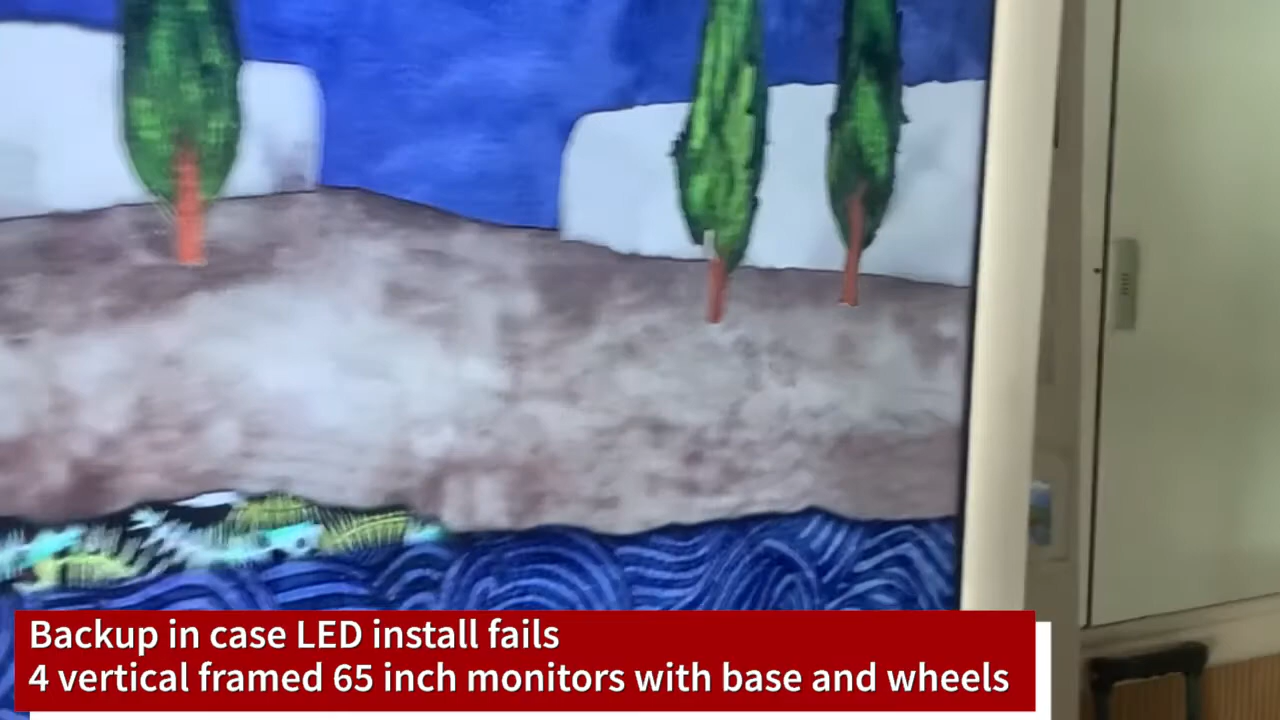 Backup in case LED install fails
4 vertical framed 65 inch monitors with base and wheels